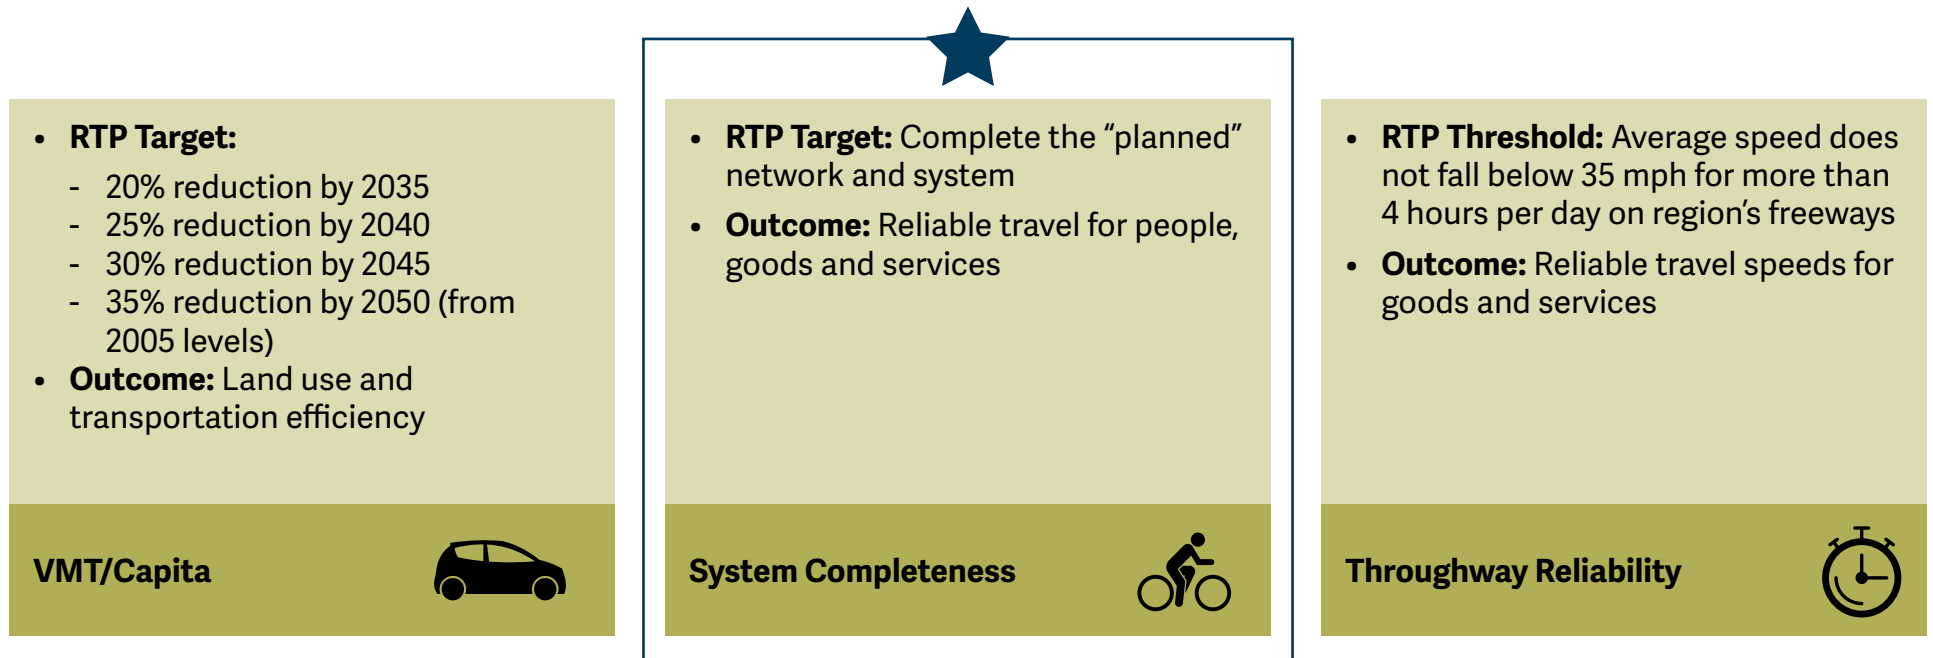 • RTP Target:
- 20% reduction by 2035
- 25% reduction by 2040
- 30% reduction by 2045
- 35% reduction by 2050 (from
2005 levels)
• Outcome: Land use and
transportation efficiency
VMT/Capita
• RTP Target: Complete the “planned”
network and system
• Outcome: Reliable travel for people,
goods and services
System Completeness
• RTP Threshold: Average speed does
not fall below 35 mph for more than
4 hours per day on region’s freeways
• Outcome: Reliable travel speeds for
goods and services
Throughway Reliability